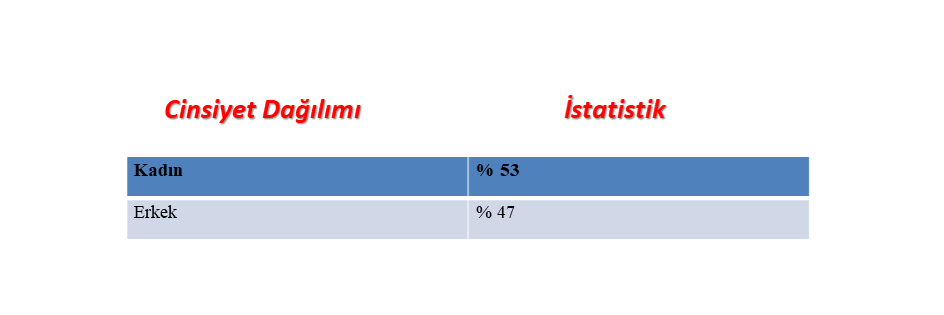 Cinsiyet Dağılımı İstatistik
Kadın % 53
Erkek % 47